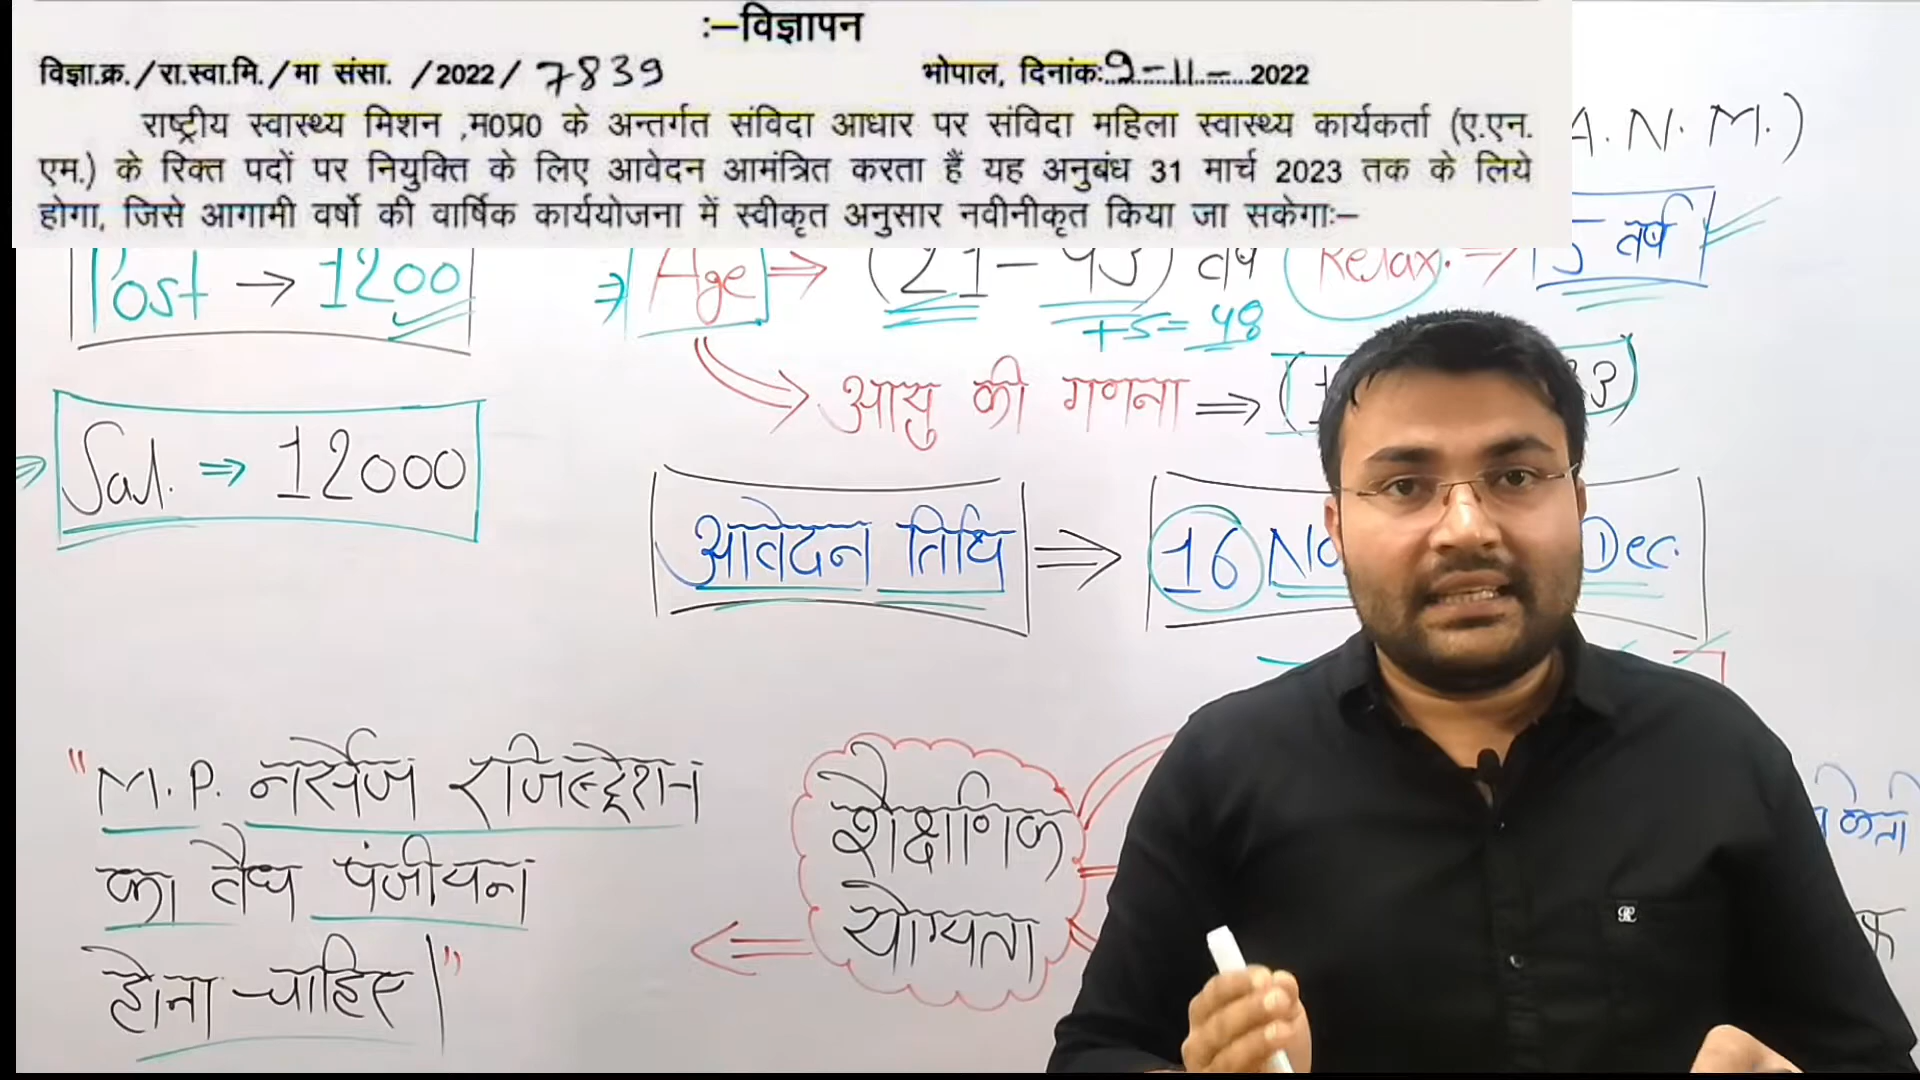 :–विज्ञापन
विज्ञा.क्र./रा.स्वा.मि./मा संसा. /2022/ 7839 भोपाल, दिनांक:..9-11-.....2022
राष्ट्रीय स्वास्थ्य मिशन ,म0प्र0 के अन्तर्गत संविदा आधार पर संविदा महिला स्वास्थ्य कार्यकर्ता (ए.एन.
एम.) के रिक्त पदों पर नियुक्ति के लिए आवेदन आमंत्रित करता हैं यह अनुबंध 31 मार्च 2023 तक के लिये
होगा, जिसे आगामी वर्षो की वार्षिक कार्ययोजना में स्वीकृत अनुसार नवीनीकृत किया जा सकेगाः–
A. N. M.)
Post → 1200 ⇒ Age ⇒ (21 – 43) वर्ष Relax. → 5 वर्ष
+5 = 48
आयु की गणना ⇒
Sal. ⇒ 12000
आवेदन तिथि ⇒ 16 Dec.
"M.P. नर्सेज रजिस्ट्रेशन
का वैध पंजीयन
होना चाहिए।"
शैक्षणिक
योग्यता